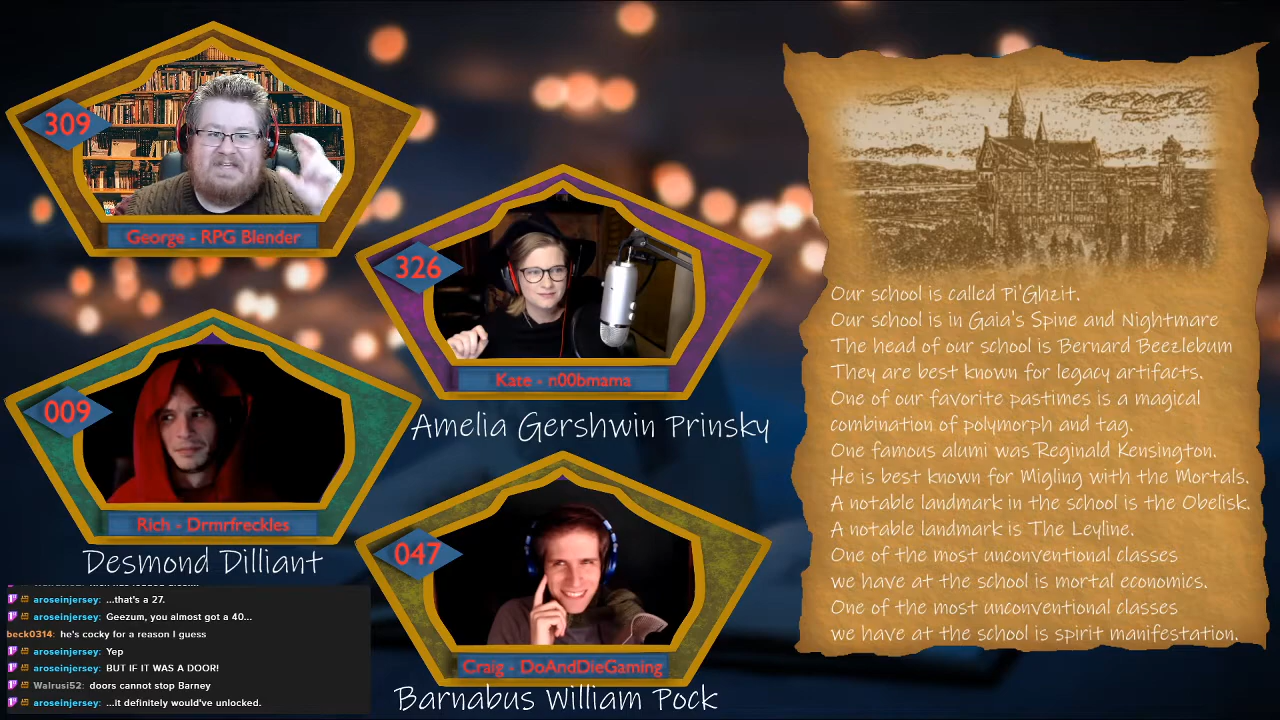 309
George - RPG Blender
326
Kate - n00bmama
Amelia Gershwin Prinsky
009
Rich - Drmrfreckles
Desmond Dilliant
047
Craig - DoAndDieGaming
Barnabus William Pock
aroseinjersey: ...that's a 27.
aroseinjersey: Geezum, you almost got a 40...
beck0314: he's cocky for a reason I guess
aroseinjersey: Yep
aroseinjersey: BUT IF IT WAS A DOOR!
Walrusi52: doors cannot stop Barney
aroseinjersey: ...it definitely would've unlocked.
Our school is called Pi'Ghzit.
Our school is in Gaia's Spine and Nightmare
The head of our school is Bernard Beezlebum
They are best known for legacy artifacts.
One of our favorite pastimes is a magical
combination of polymorph and tag.
One famous alumi was Reginald Kensington.
He is best known for Migling with the Mortals.
A notable landmark in the school is the Obelisk.
A notable landmark is The Leyline.
One of the most unconventional classes
we have at the school is mortal economics.
One of the most unconventional classes
we have at the school is spirit manifestation.